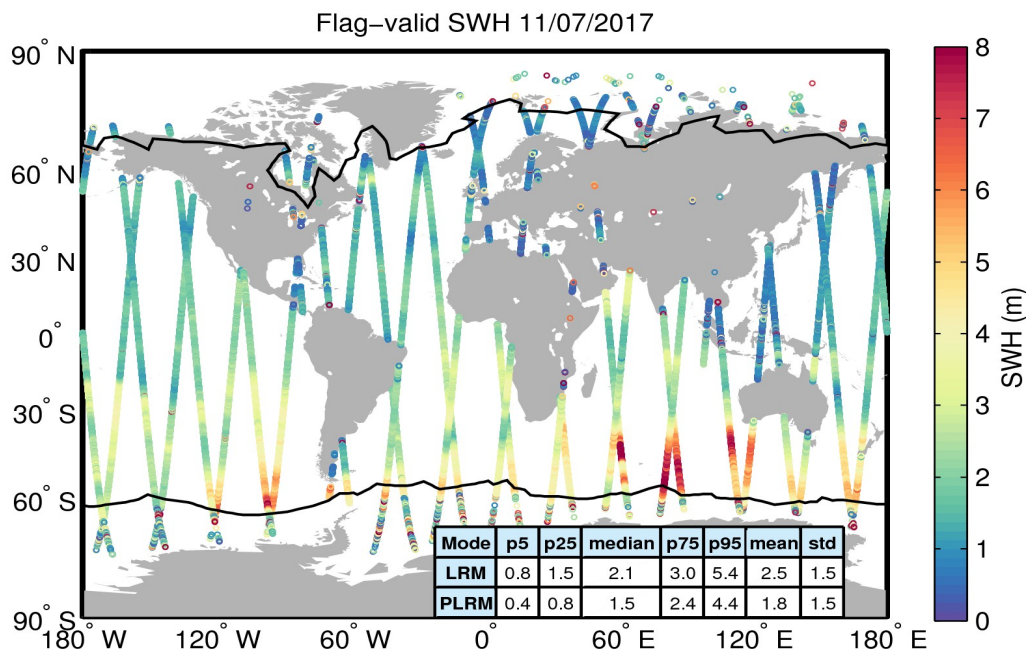 Flag−valid SWH 11/07/2017
90° N
60° N
30° N
0°
30° S
60° S
90° S
180° W
120° W
60° W
0°
60° E
120° E
180° E
8
7
6
5
4
3
2
1
0
SWH (m)
Mode p5 p25 median p75 p95 mean std
LRM 0.8 1.5 2.1 3.0 5.4 2.5 1.5
PLRM 0.4 0.8 1.5 2.4 4.4 1.8 1.5